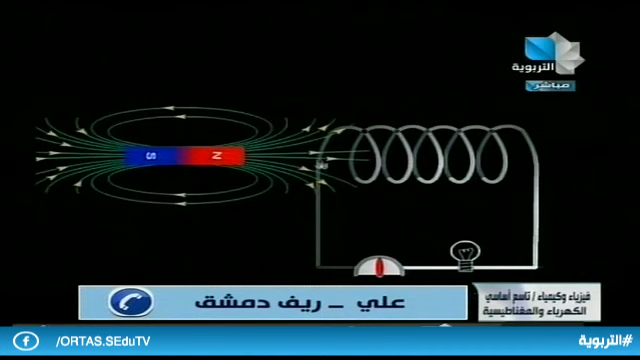 التربوية
مباشر
S
N
علي _ ريف دمشق
فيزياء وكيمياء / تاسع أساسي
الكهرباء والمغناطيسية
/ORTAS.SEduTV
#التربوية